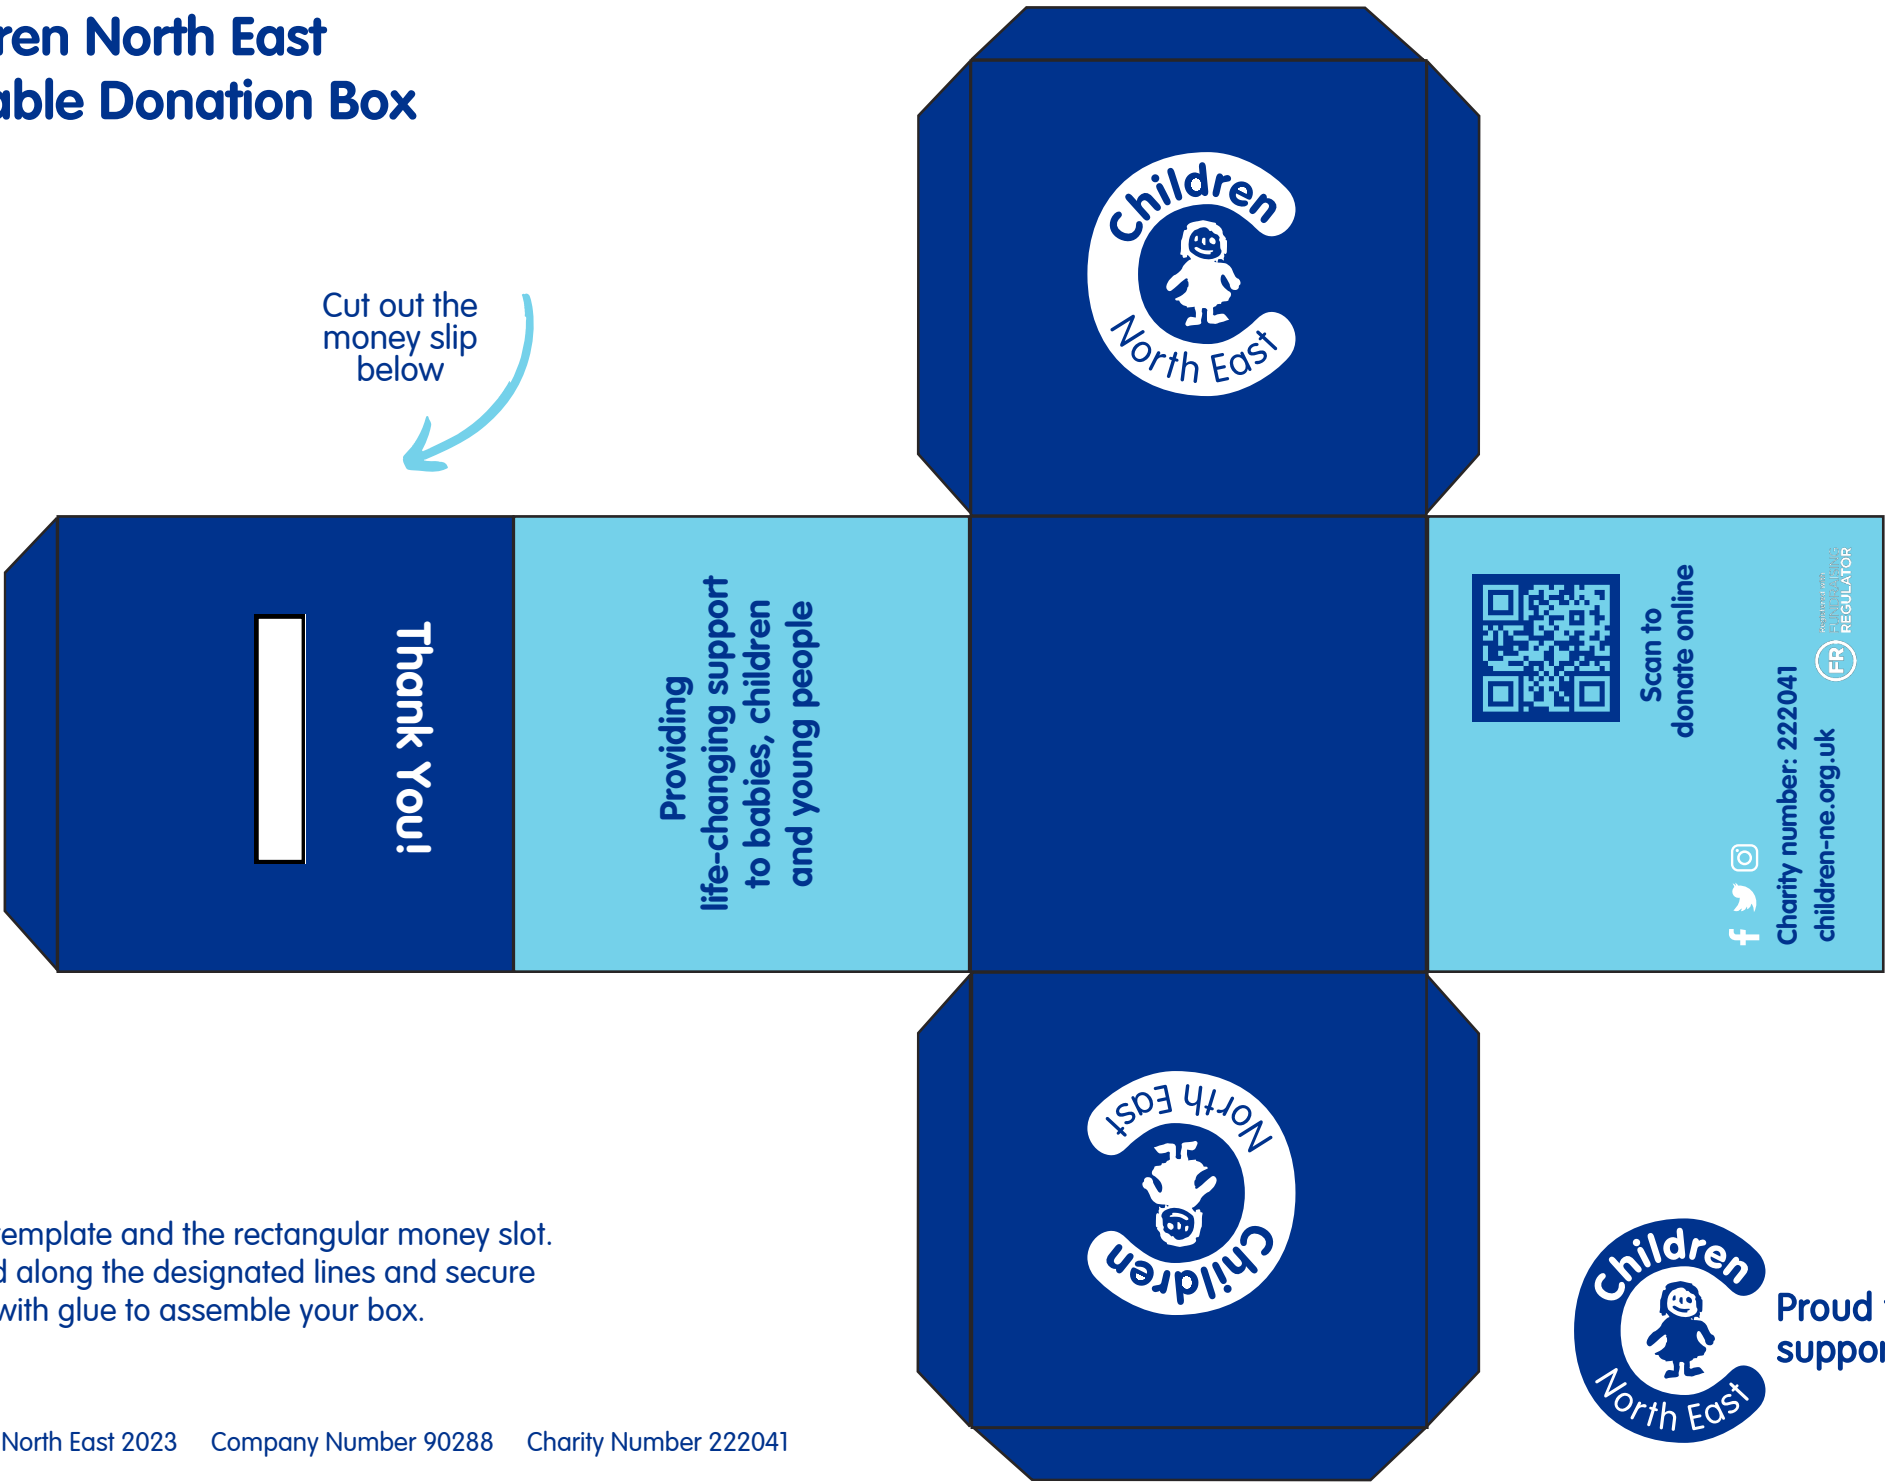 ren North East
able Donation Box
Cut out the
money slip
below
Children
North East
Thank You!
Providing
life-changing support
to babies, children
and young people
Scan to
donate online
REGULATOR
FR
Charity number: 222041
children-ne.org.uk
North East
Children
template and the rectangular money slot.
d along the designated lines and secure
with glue to assemble your box.
Children
North East
Proud
suppor
North East 2023 Company Number 90288 Charity Number 222041